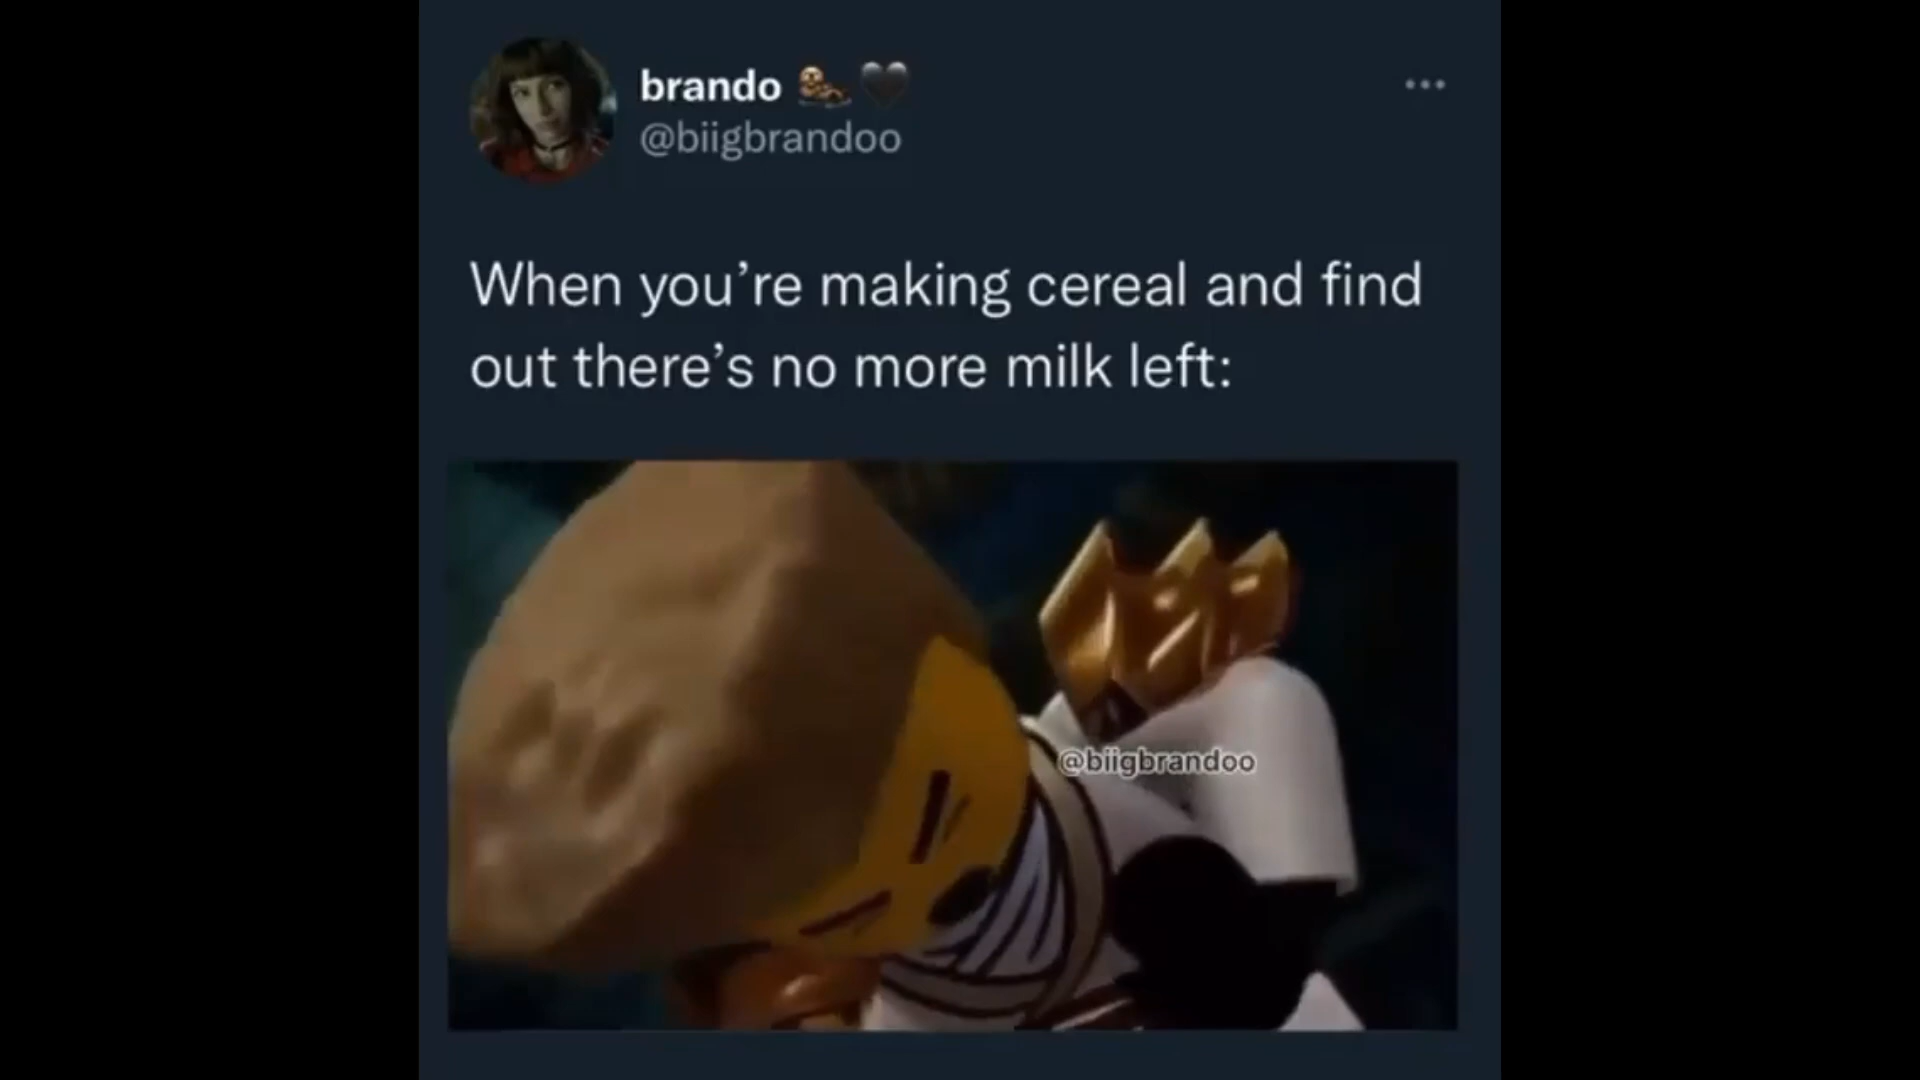 brando 🦦🖤
@biigbrandoo
When you’re making cereal and find
out there’s no more milk left:
@biigbrandoo